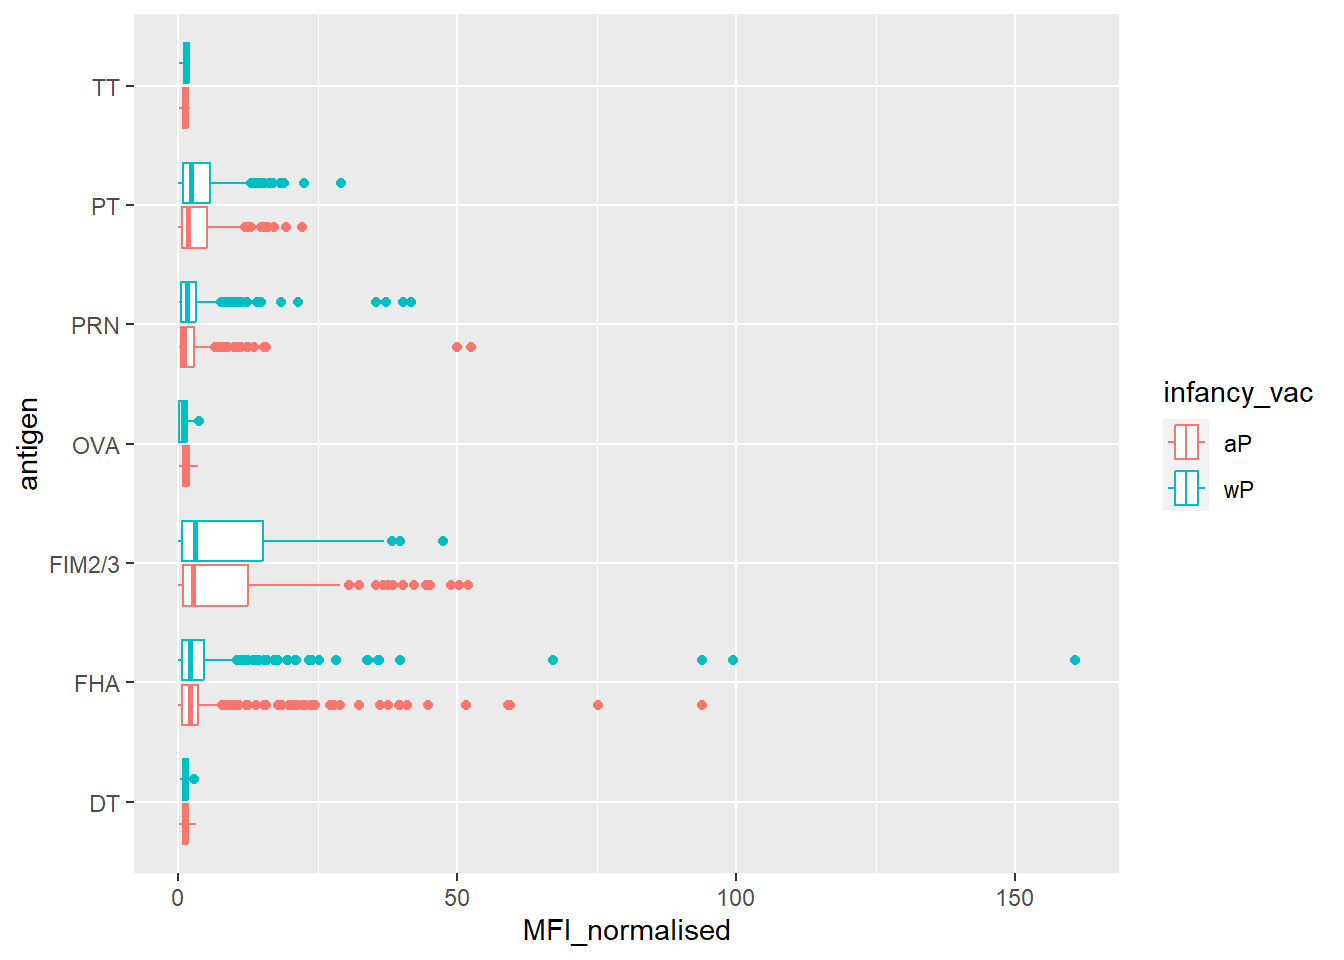 TT
PT
PRN
OVA
FIM2/3
FHA
DT
antigen
0 50 100 150
MFI_normalised
infancy_vac
aP
wP